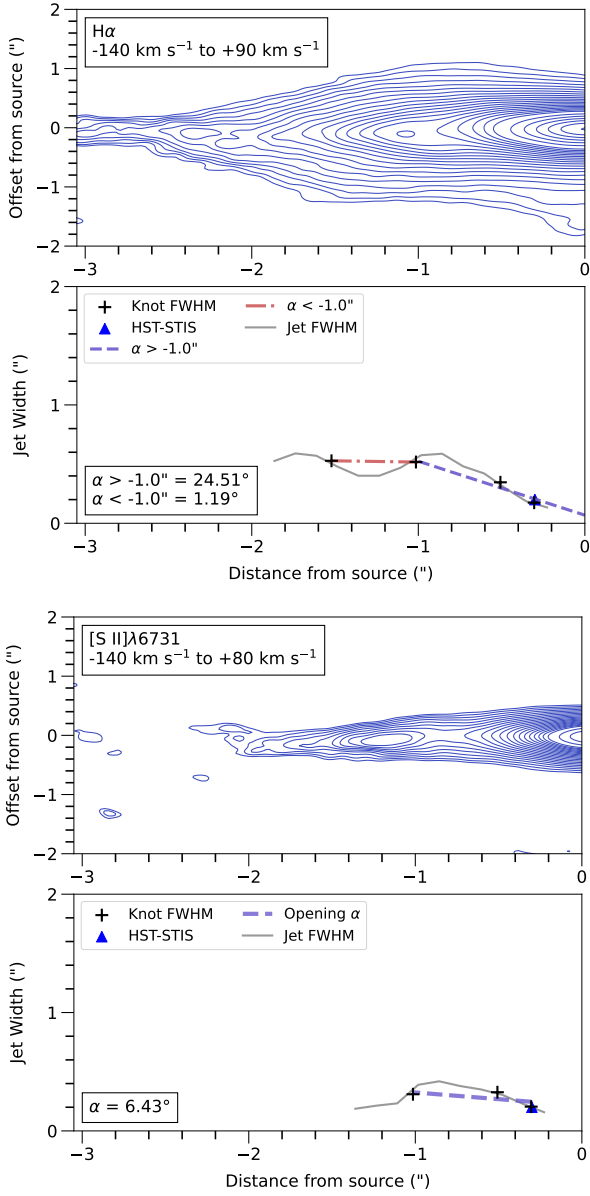 Hα
-140 km s⁻¹ to +90 km s⁻¹
Offset from source (")
2
1
0
−1
−2
−3
−2
−1
0
Knot FWHM
HST-STIS
α > -1.0"
α < -1.0"
Jet FWHM
Jet Width (")
2
1
0
α > -1.0" = 24.51°
α < -1.0" = 1.19°
−3
−2
−1
0
Distance from source (")
[S II]λ6731
-140 km s⁻¹ to +80 km s⁻¹
Offset from source (")
2
1
0
−1
−2
−3
−2
−1
0
Knot FWHM
HST-STIS
Opening α
Jet FWHM
Jet Width (")
2
1
0
α = 6.43°
−3
−2
−1
0
Distance from source (")